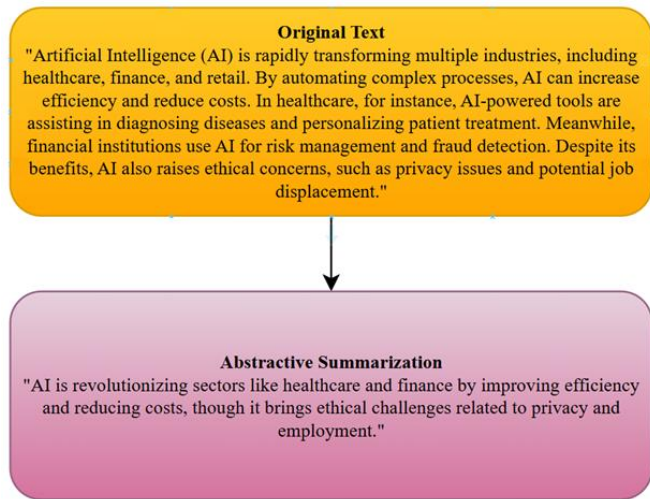 Original Text
"Artificial Intelligence (AI) is rapidly transforming multiple industries, including
healthcare, finance, and retail. By automating complex processes, AI can increase
efficiency and reduce costs. In healthcare, for instance, AI-powered tools are
assisting in diagnosing diseases and personalizing patient treatment. Meanwhile,
financial institutions use AI for risk management and fraud detection. Despite its
benefits, AI also raises ethical concerns, such as privacy issues and potential job
displacement."
Abstractive Summarization
"AI is revolutionizing sectors like healthcare and finance by improving efficiency
and reducing costs, though it brings ethical challenges related to privacy and
employment."